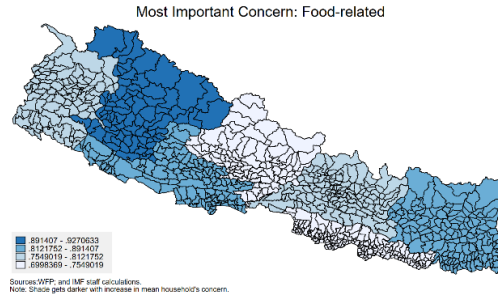 Most Important Concern: Food-related
.891407 - .9270633
.8121752 - .891407
.7549019 - .8121752
.6998369 - .7549019
Sources:WFP; and IMF staff calculations.
Note: Shade gets darker with increase in mean household's concern.